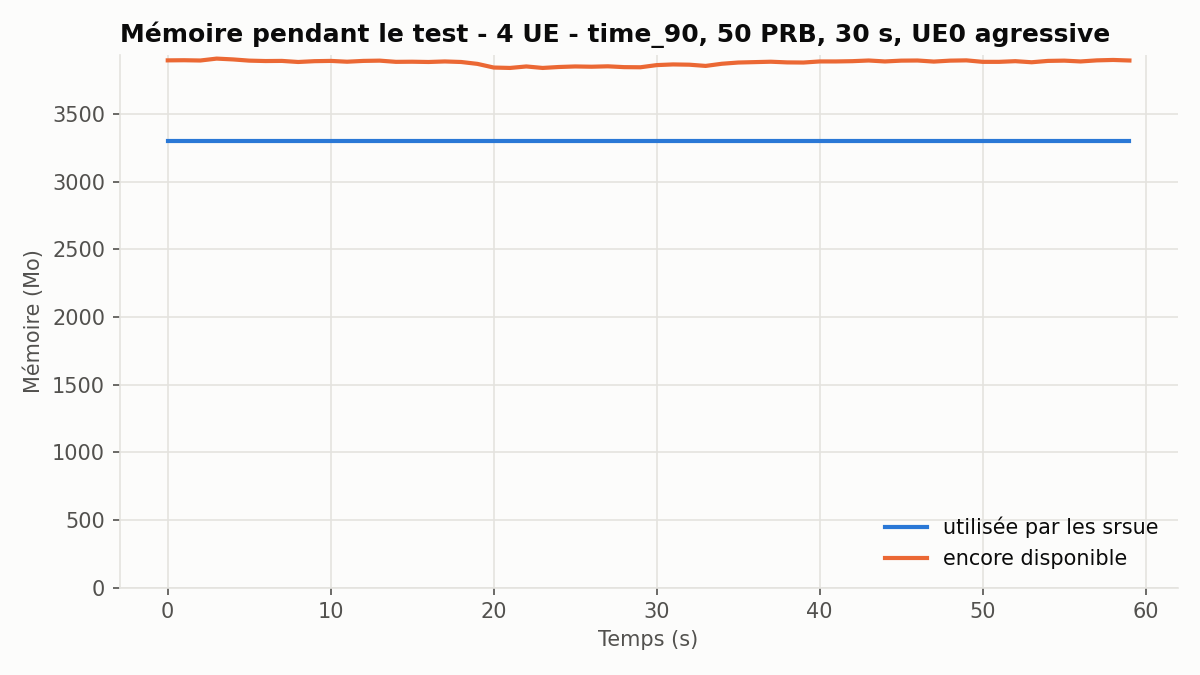 Mémoire pendant le test - 4 UE - time_90, 50 PRB, 30 s, UE0 agressive
Mémoire (Mo)
3500
3000
2500
2000
1500
1000
500
0
utilisée par les srsue
encore disponible
0 10 20 30 40 50 60
Temps (s)